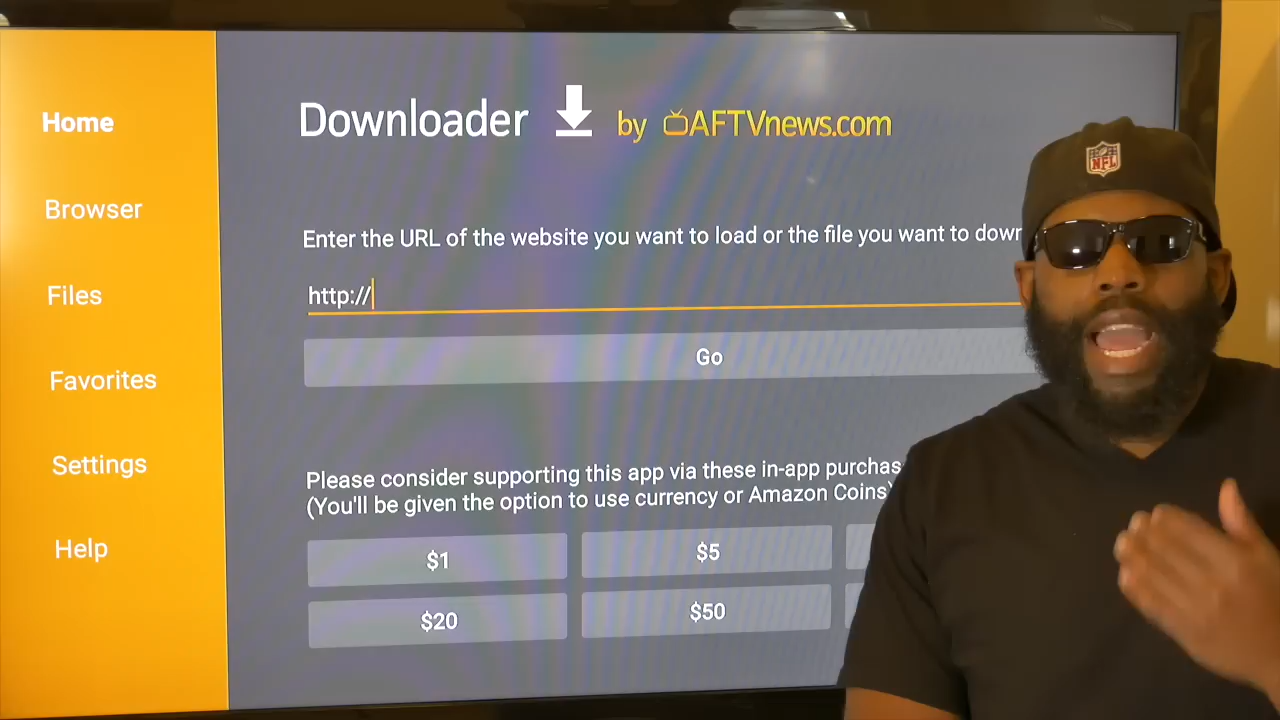 Home
Browser
Files
Favorites
Settings
Help
Downloader by AFTVnews.com
Enter the URL of the website you want to load or the file you want to
http://
Go
Please consider supporting this app via these in-app
(You'll be given the option to use currency or Amazon Coins)
$1
$5
$20
$50
NFL